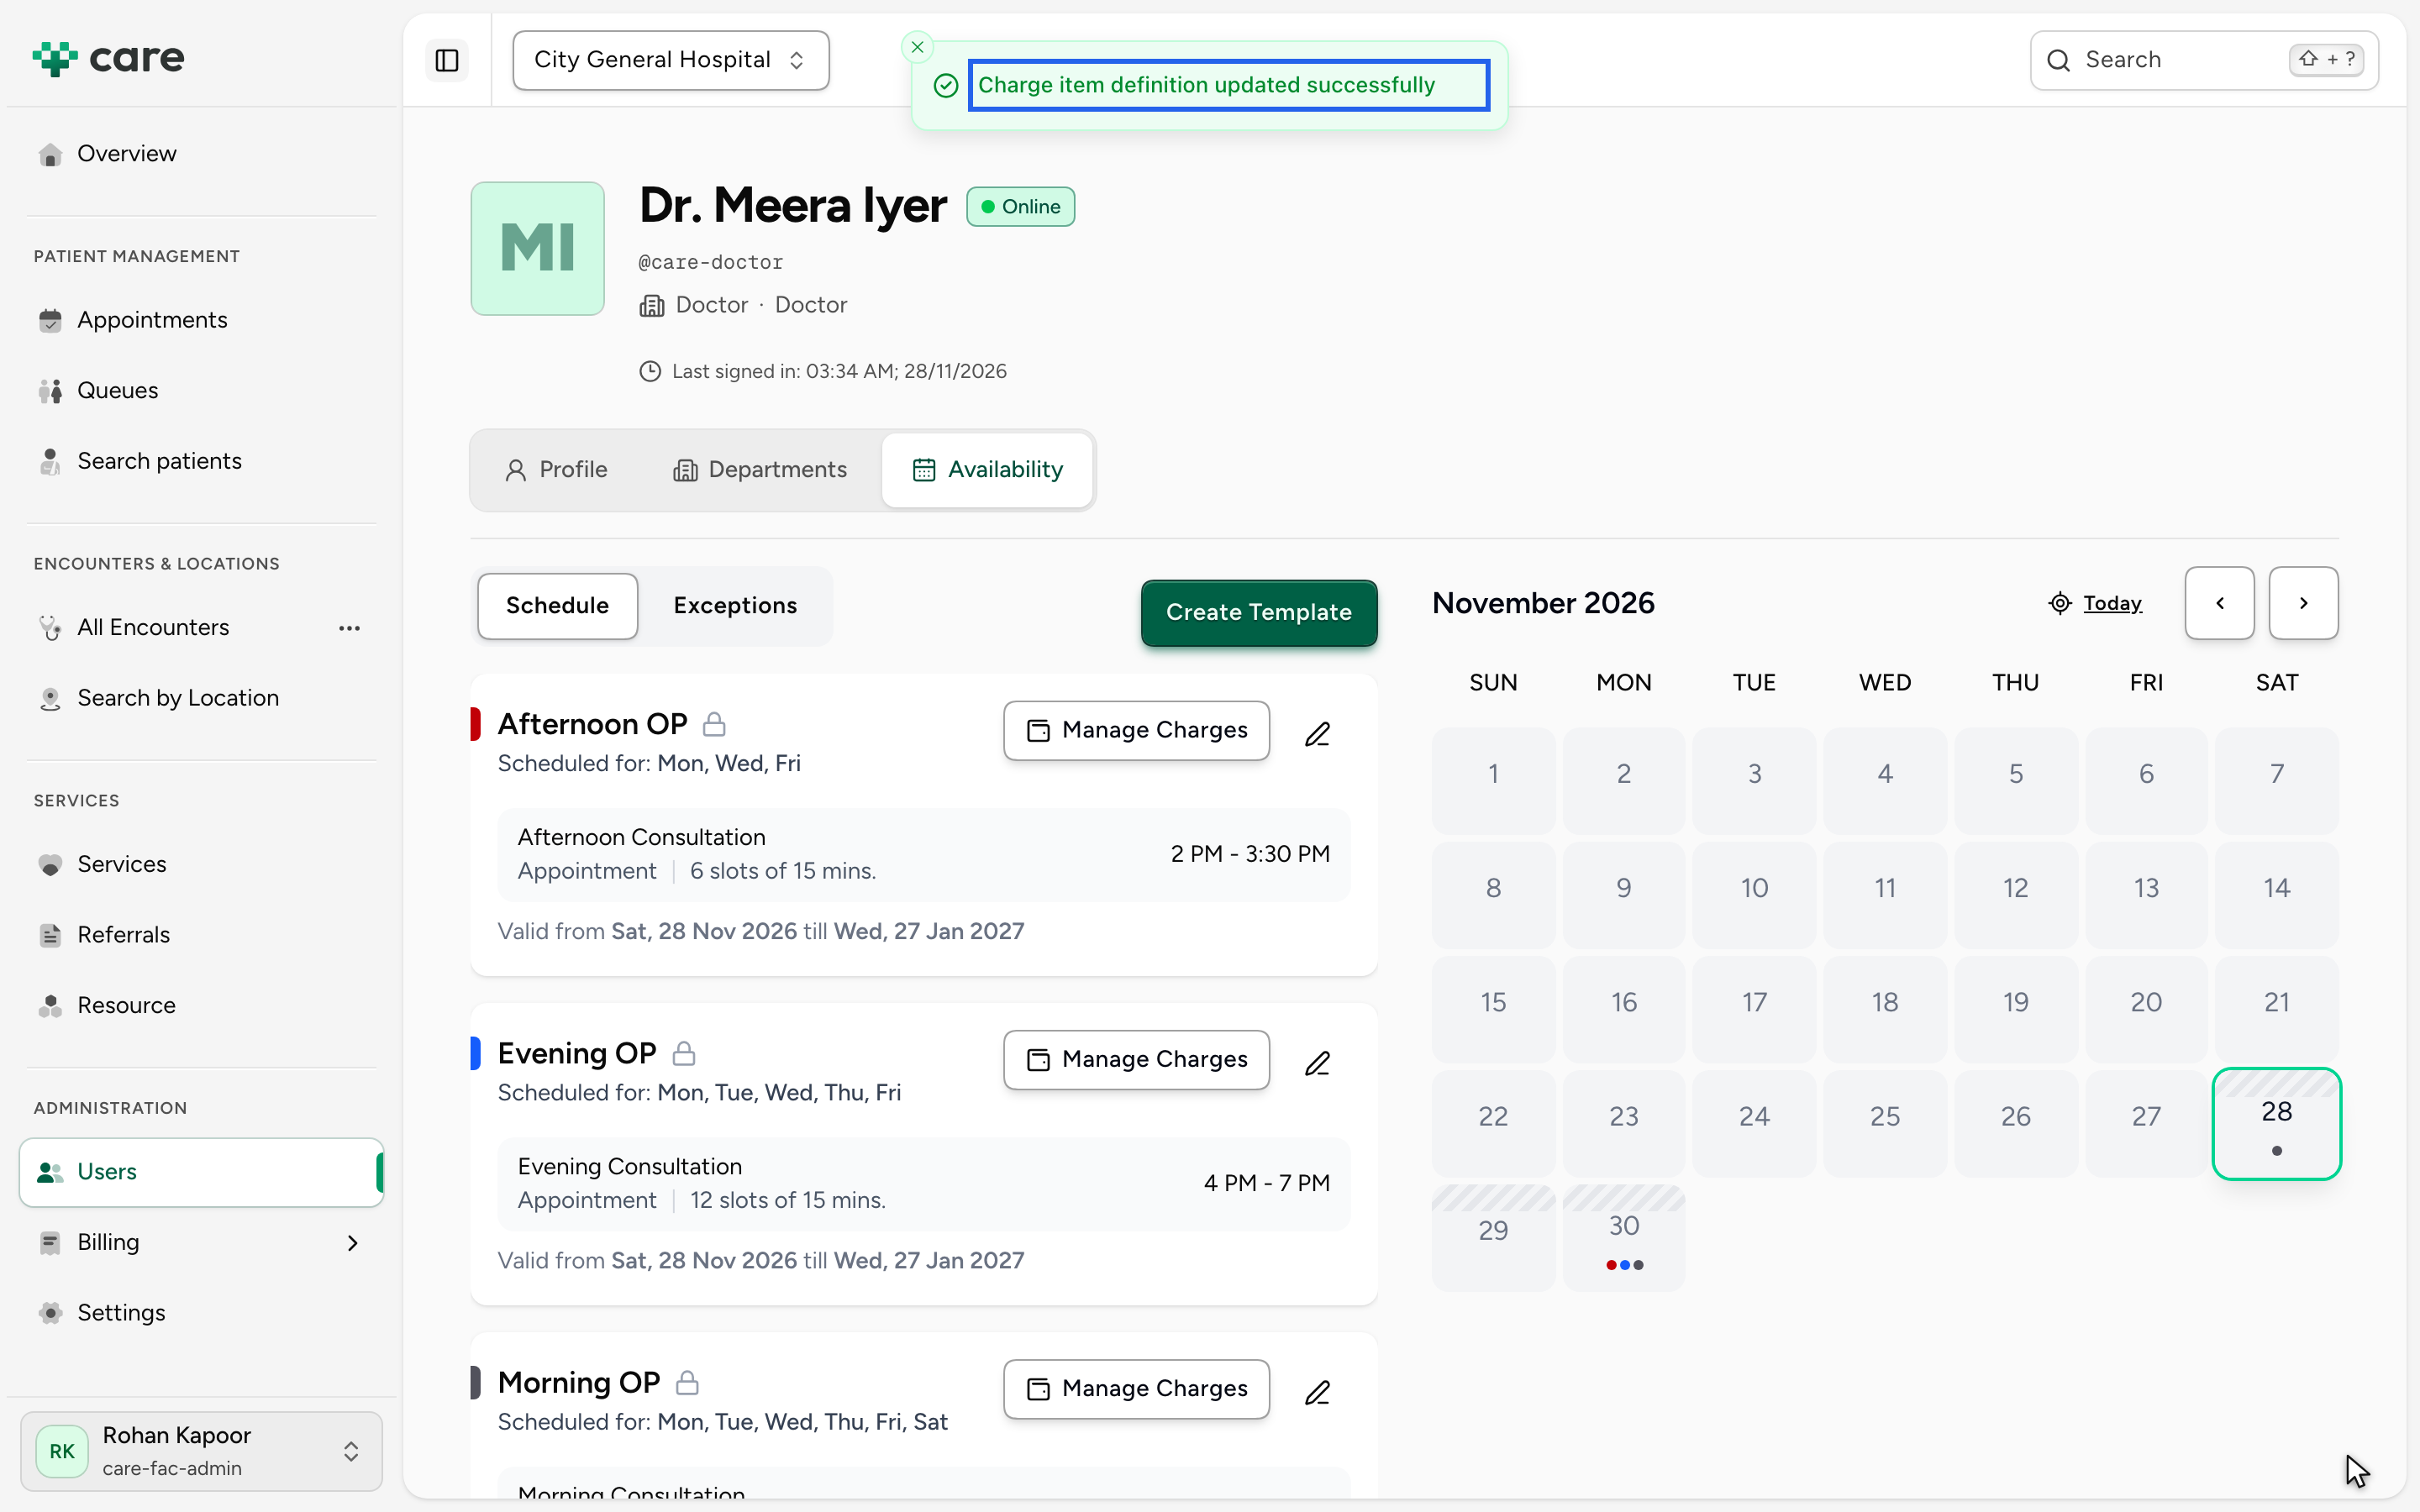 care
City General Hospital
Charge item definition updated successfully
Search
+ ?
Overview
PATIENT MANAGEMENT
Appointments
Queues
Search patients
ENCOUNTERS & LOCATIONS
All Encounters
Search by Location
SERVICES
Services
Referrals
Resource
ADMINISTRATION
Users
Billing
Settings
RK
Rohan Kapoor
care-fac-admin
MI
Dr. Meera Iyer
Online
@care-doctor
Doctor · Doctor
Last signed in: 03:34 AM; 28/11/2026
Profile
Departments
Availability
Schedule
Exceptions
Create Template
Afternoon OP
Manage Charges
Scheduled for: Mon, Wed, Fri
Afternoon Consultation
Appointment | 6 slots of 15 mins.
2 PM - 3:30 PM
Valid from Sat, 28 Nov 2026 till Wed, 27 Jan 2027
Evening OP
Manage Charges
Scheduled for: Mon, Tue, Wed, Thu, Fri
Evening Consultation
Appointment | 12 slots of 15 mins.
4 PM - 7 PM
Valid from Sat, 28 Nov 2026 till Wed, 27 Jan 2027
Morning OP
Manage Charges
Scheduled for: Mon, Tue, Wed, Thu, Fri, Sat
Morning Consultation
November 2026
Today
SUN MON TUE WED THU FRI SAT
1 2 3 4 5 6 7
8 9 10 11 12 13 14
15 16 17 18 19 20 21
22 23 24 25 26 27 28
29 30